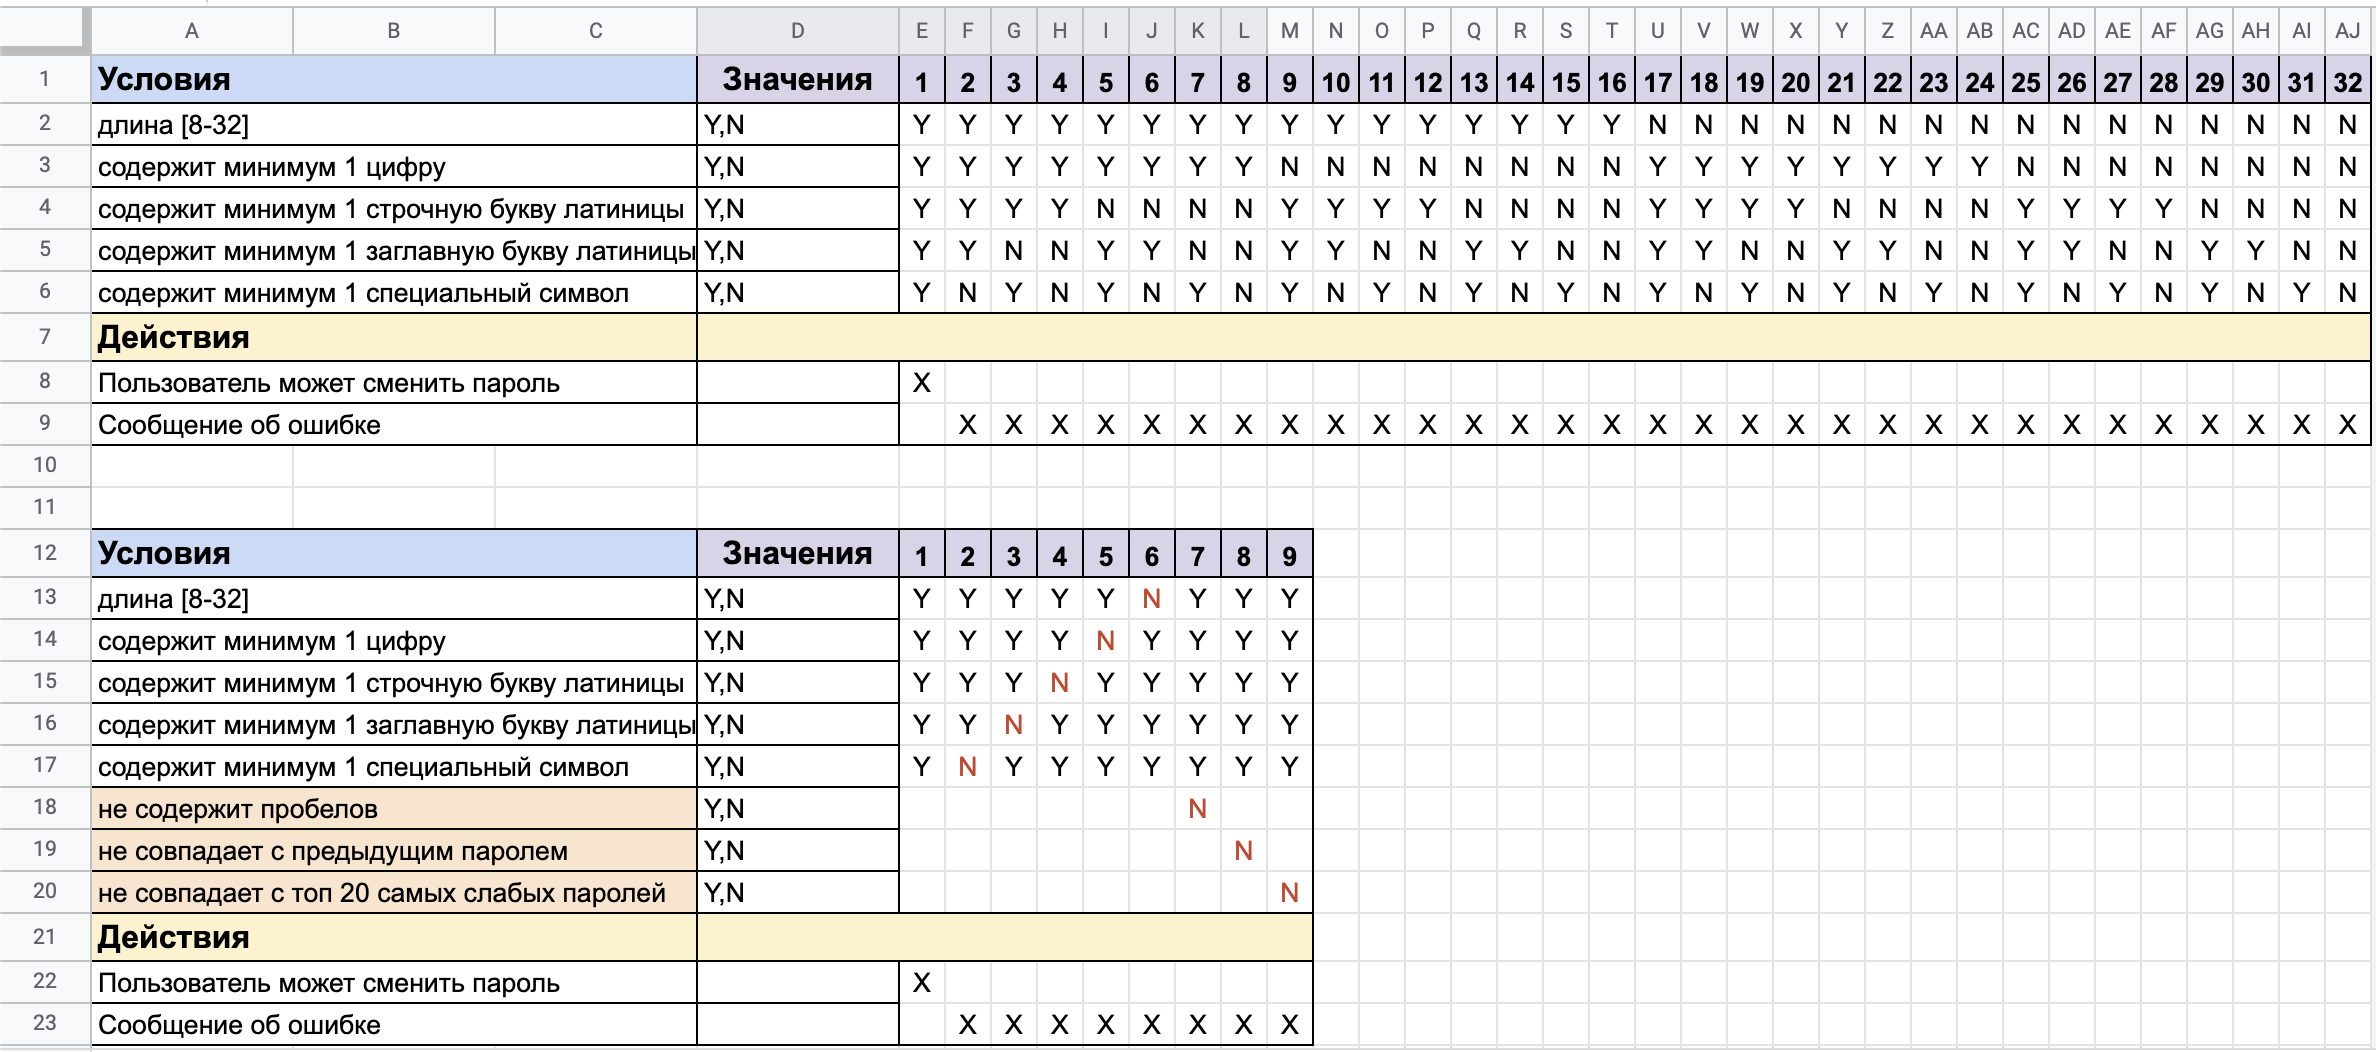 A B C D E F G H I J K L M N O P Q R S T U V W X Y Z AA AB AC AD AE AF AG AH AI AJ
1 Условия Значения 1 2 3 4 5 6 7 8 9 10 11 12 13 14 15 16 17 18 19 20 21 22 23 24 25 26 27 28 29 30 31 32
2 длина [8-32] Y,N Y Y Y Y Y Y Y Y Y Y Y Y Y Y Y Y N N N N N N N N N N N N N N N N
3 содержит минимум 1 цифру Y,N Y Y Y Y Y Y Y Y N N N N N N N N Y Y Y Y Y Y Y Y N N N N N N N N
4 содержит минимум 1 строчную букву латиницы Y,N Y Y Y Y N N N N Y Y Y Y N N N N Y Y Y Y N N N N Y Y Y Y N N N N
5 содержит минимум 1 заглавную букву латиницы Y,N Y Y N N Y Y N N Y Y N N Y Y N N Y Y N N Y Y N N Y Y N N Y Y N N
6 содержит минимум 1 специальный символ Y,N Y N Y N Y N Y N Y N Y N Y N Y N Y N Y N Y N Y N Y N Y N Y N Y N
7 Действия
8 Пользователь может сменить пароль X
9 Сообщение об ошибке X X X X X X X X X X X X X X X X X X X X X X X X X X X X X X X
10
11
12 Условия Значения 1 2 3 4 5 6 7 8 9
13 длина [8-32] Y,N Y Y Y Y Y N Y Y Y
14 содержит минимум 1 цифру Y,N Y Y Y Y N Y Y Y Y
15 содержит минимум 1 строчную букву латиницы Y,N Y Y Y N Y Y Y Y Y
16 содержит минимум 1 заглавную букву латиницы Y,N Y Y N Y Y Y Y Y Y
17 содержит минимум 1 специальный символ Y,N Y N Y Y Y Y Y Y Y
18 не содержит пробелов Y,N N
19 не совпадает с предыдущим паролем Y,N N
20 не совпадает с топ 20 самых слабых паролей Y,N N
21 Действия
22 Пользователь может сменить пароль X
23 Сообщение об ошибке X X X X X X X X